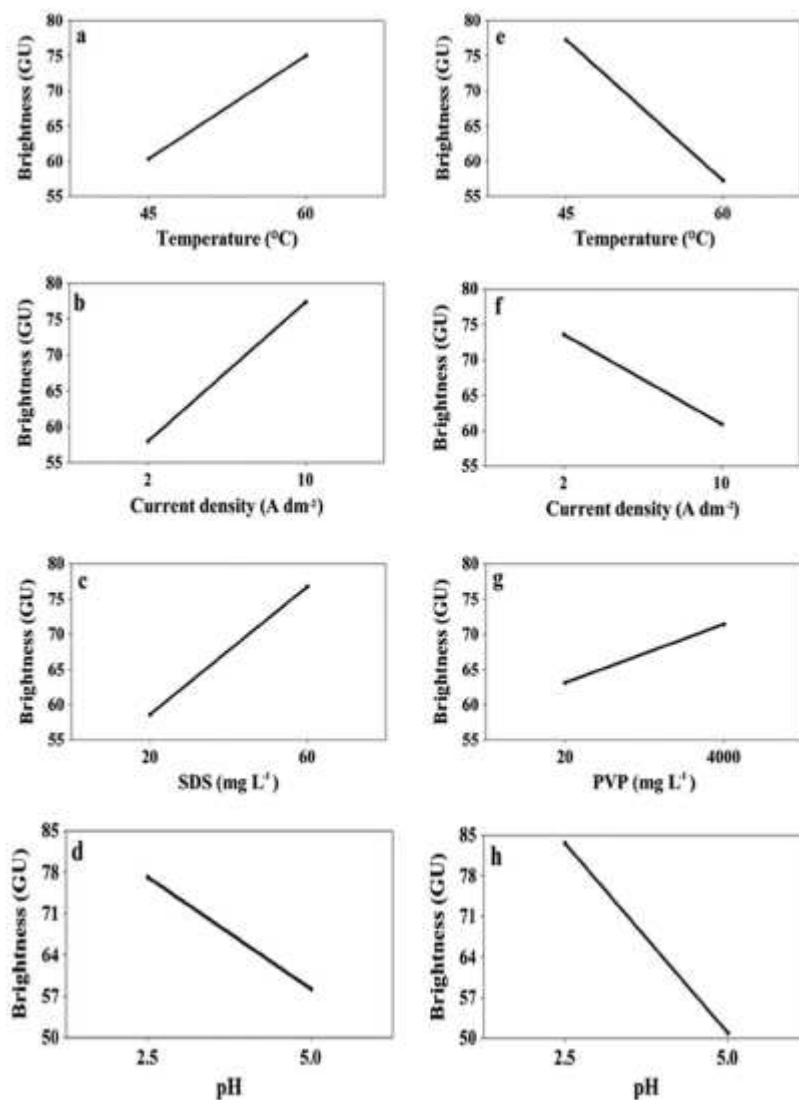 a
Brightness (GU)
80
75
70
65
60
55
45
60
Temperature (°C)
e
Brightness (GU)
80
75
70
65
60
55
45
60
Temperature (°C)
b
Brightness (GU)
80
75
70
65
60
55
2
10
Current density (A dm⁻²)
f
Brightness (GU)
80
75
70
65
60
55
2
10
Current density (A dm⁻²)
c
Brightness (GU)
80
75
70
65
60
55
20
60
SDS (mg L⁻¹)
g
Brightness (GU)
80
75
70
65
60
55
20
4000
PVP (mg L⁻¹)
d
Brightness (GU)
85
78
71
64
57
50
2.5
5.0
pH
h
Brightness (GU)
85
78
71
64
57
50
2.5
5.0
pH